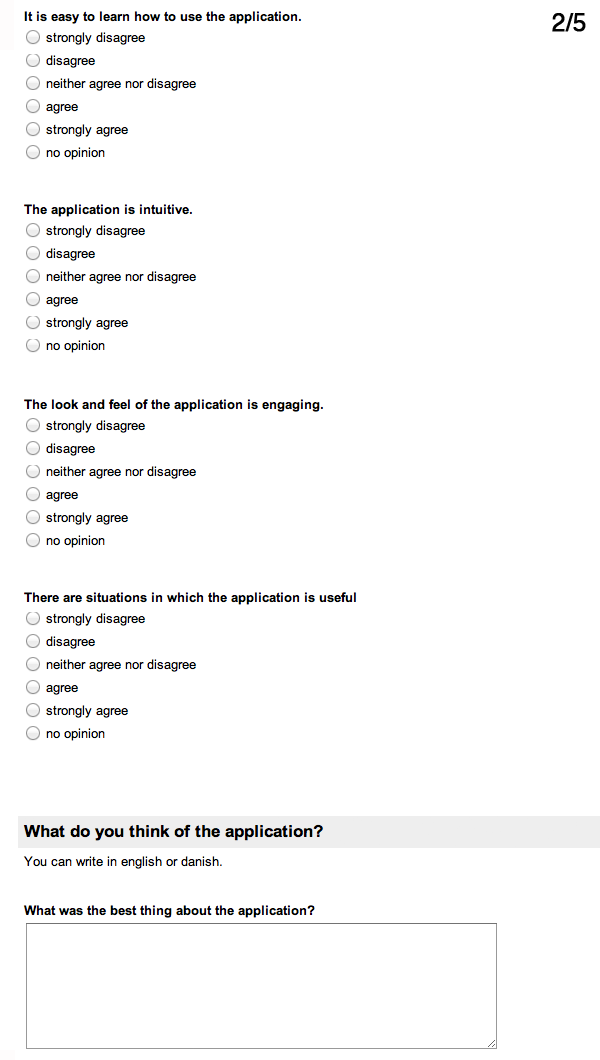 It is easy to learn how to use the application.
2/5
strongly disagree
disagree
neither agree nor disagree
agree
strongly agree
no opinion
The application is intuitive.
strongly disagree
disagree
neither agree nor disagree
agree
strongly agree
no opinion
The look and feel of the application is engaging.
strongly disagree
disagree
neither agree nor disagree
agree
strongly agree
no opinion
There are situations in which the application is useful
strongly disagree
disagree
neither agree nor disagree
agree
strongly agree
no opinion
What do you think of the application?
You can write in english or danish.
What was the best thing about the application?